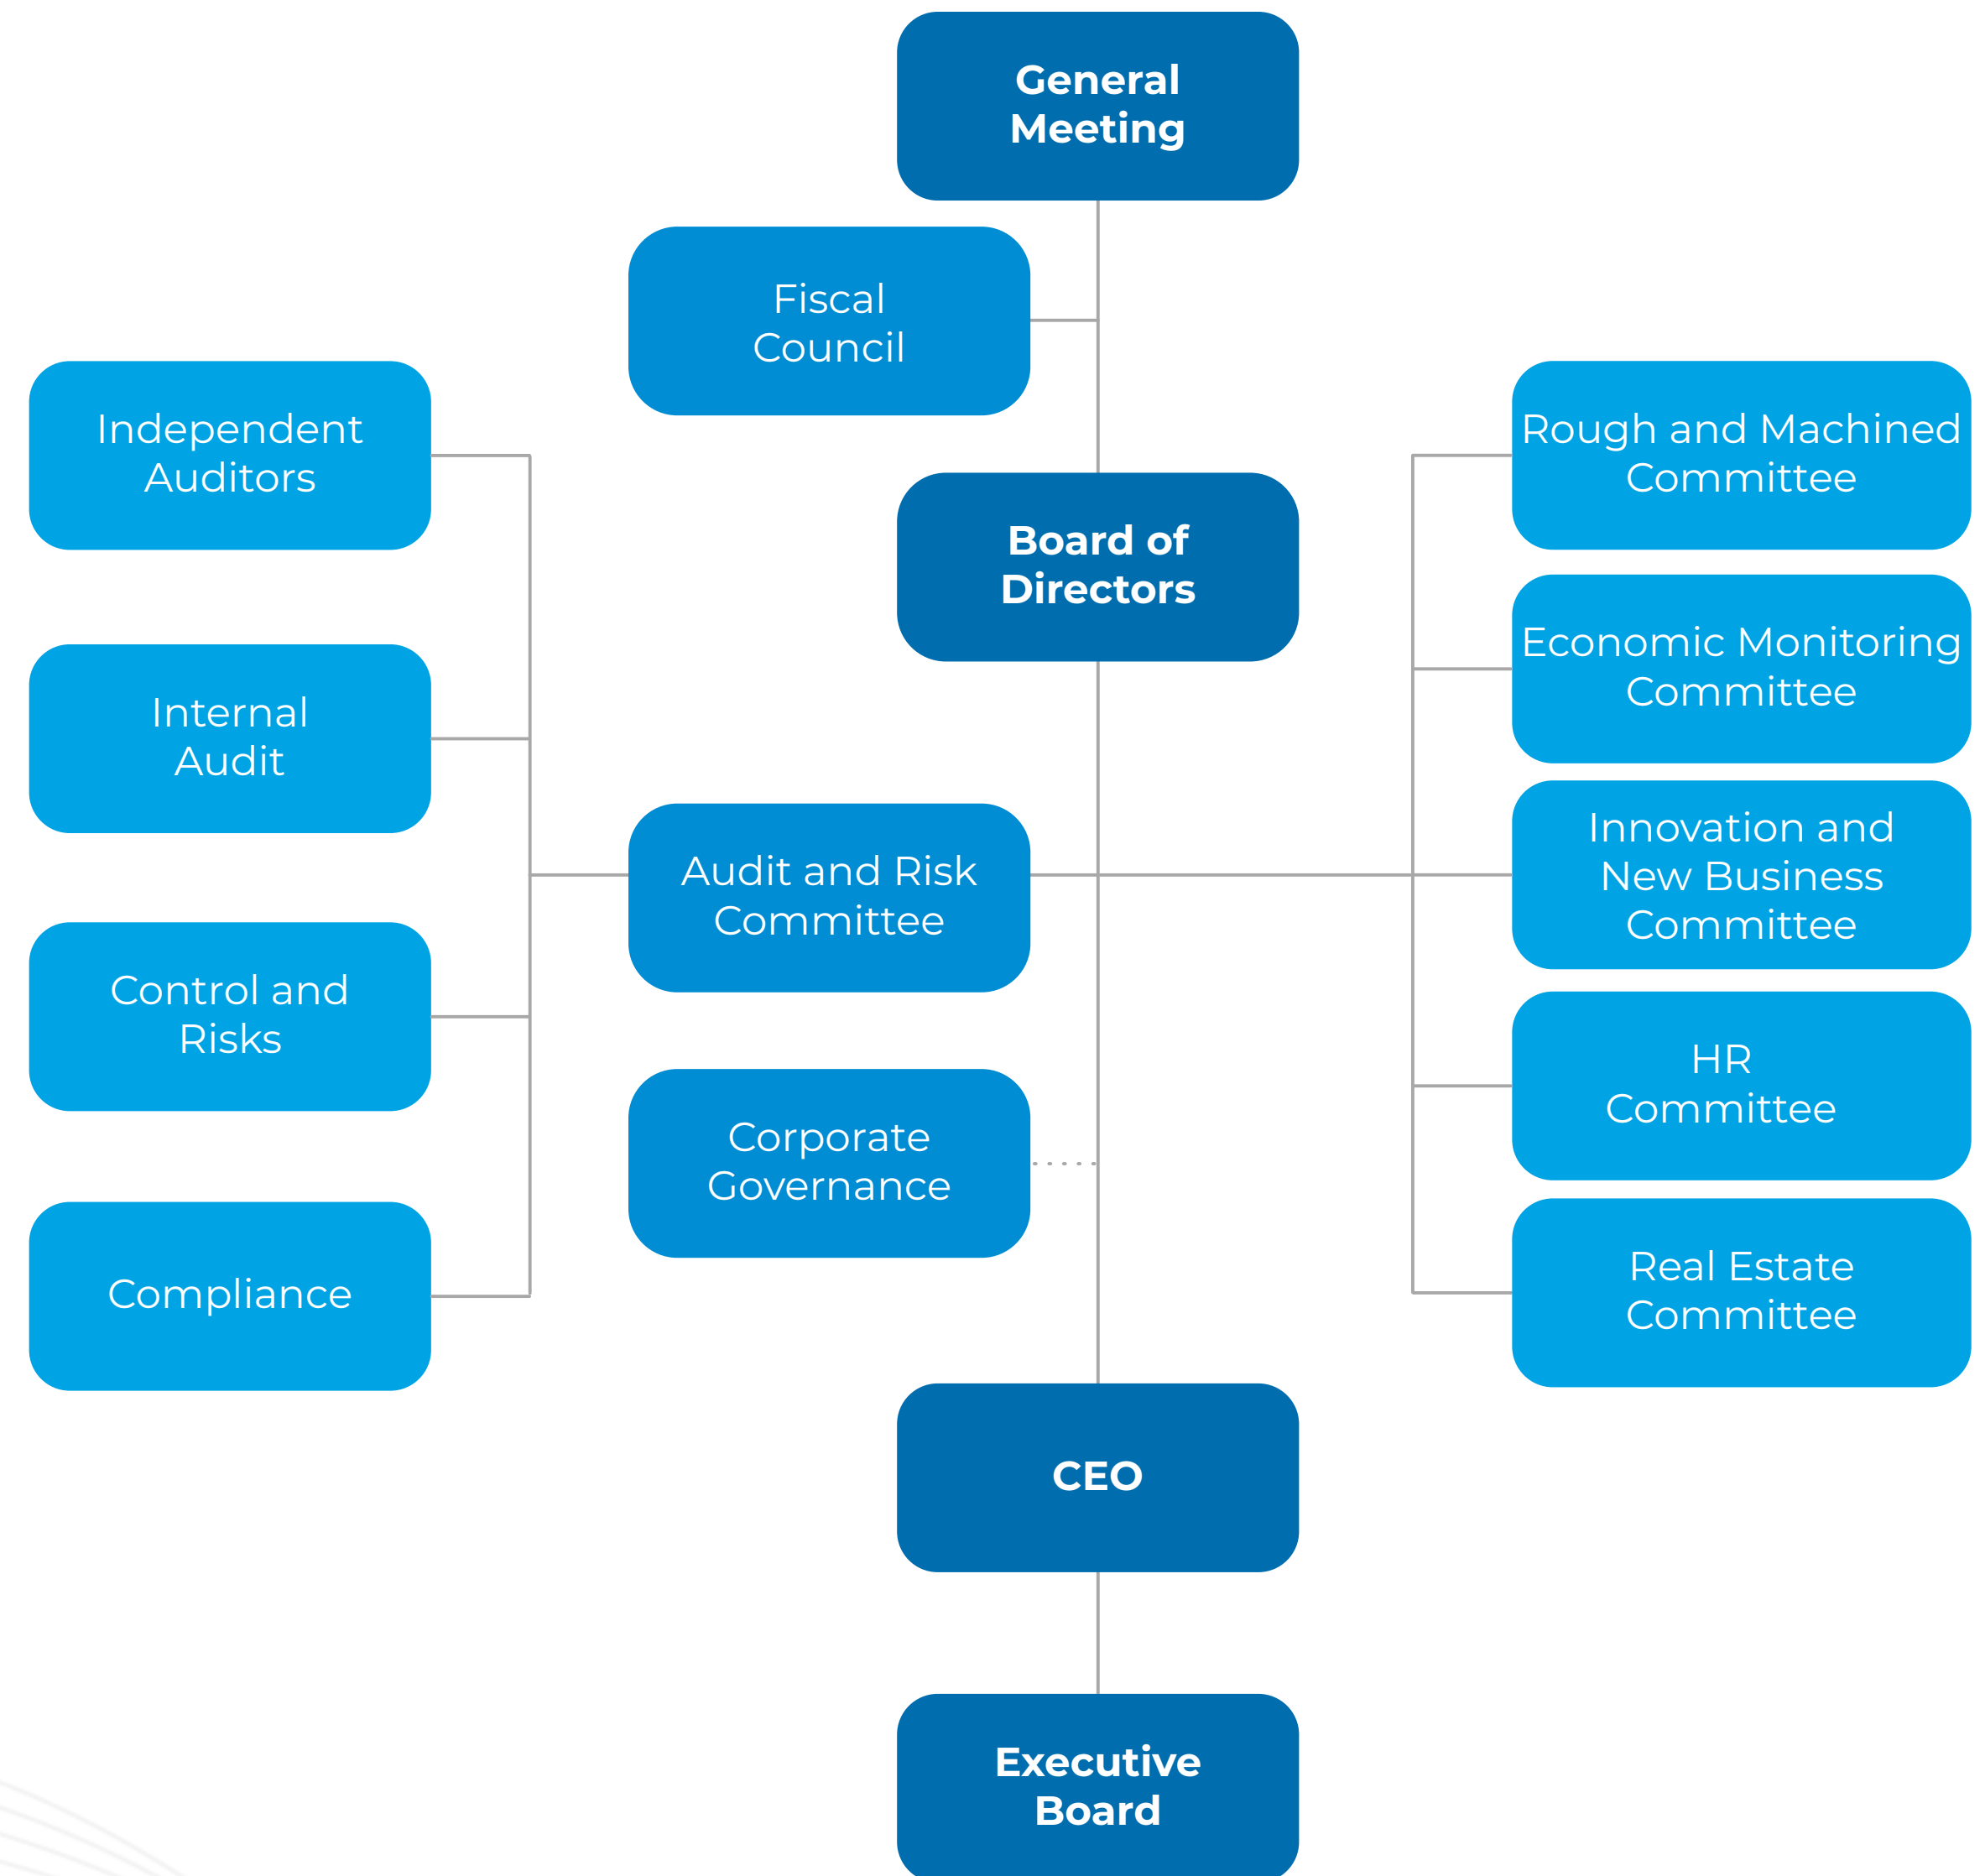 General
Meeting
Fiscal
Council
Independent
Auditors
Rough and Machined
Committee
Board of
Directors
Economic Monitoring
Committee
Internal
Audit
Innovation and
New Business
Committee
Audit and Risk
Committee
Control and
Risks
HR
Committee
Corporate
Governance
Compliance
Real Estate
Committee
CEO
Executive
Board